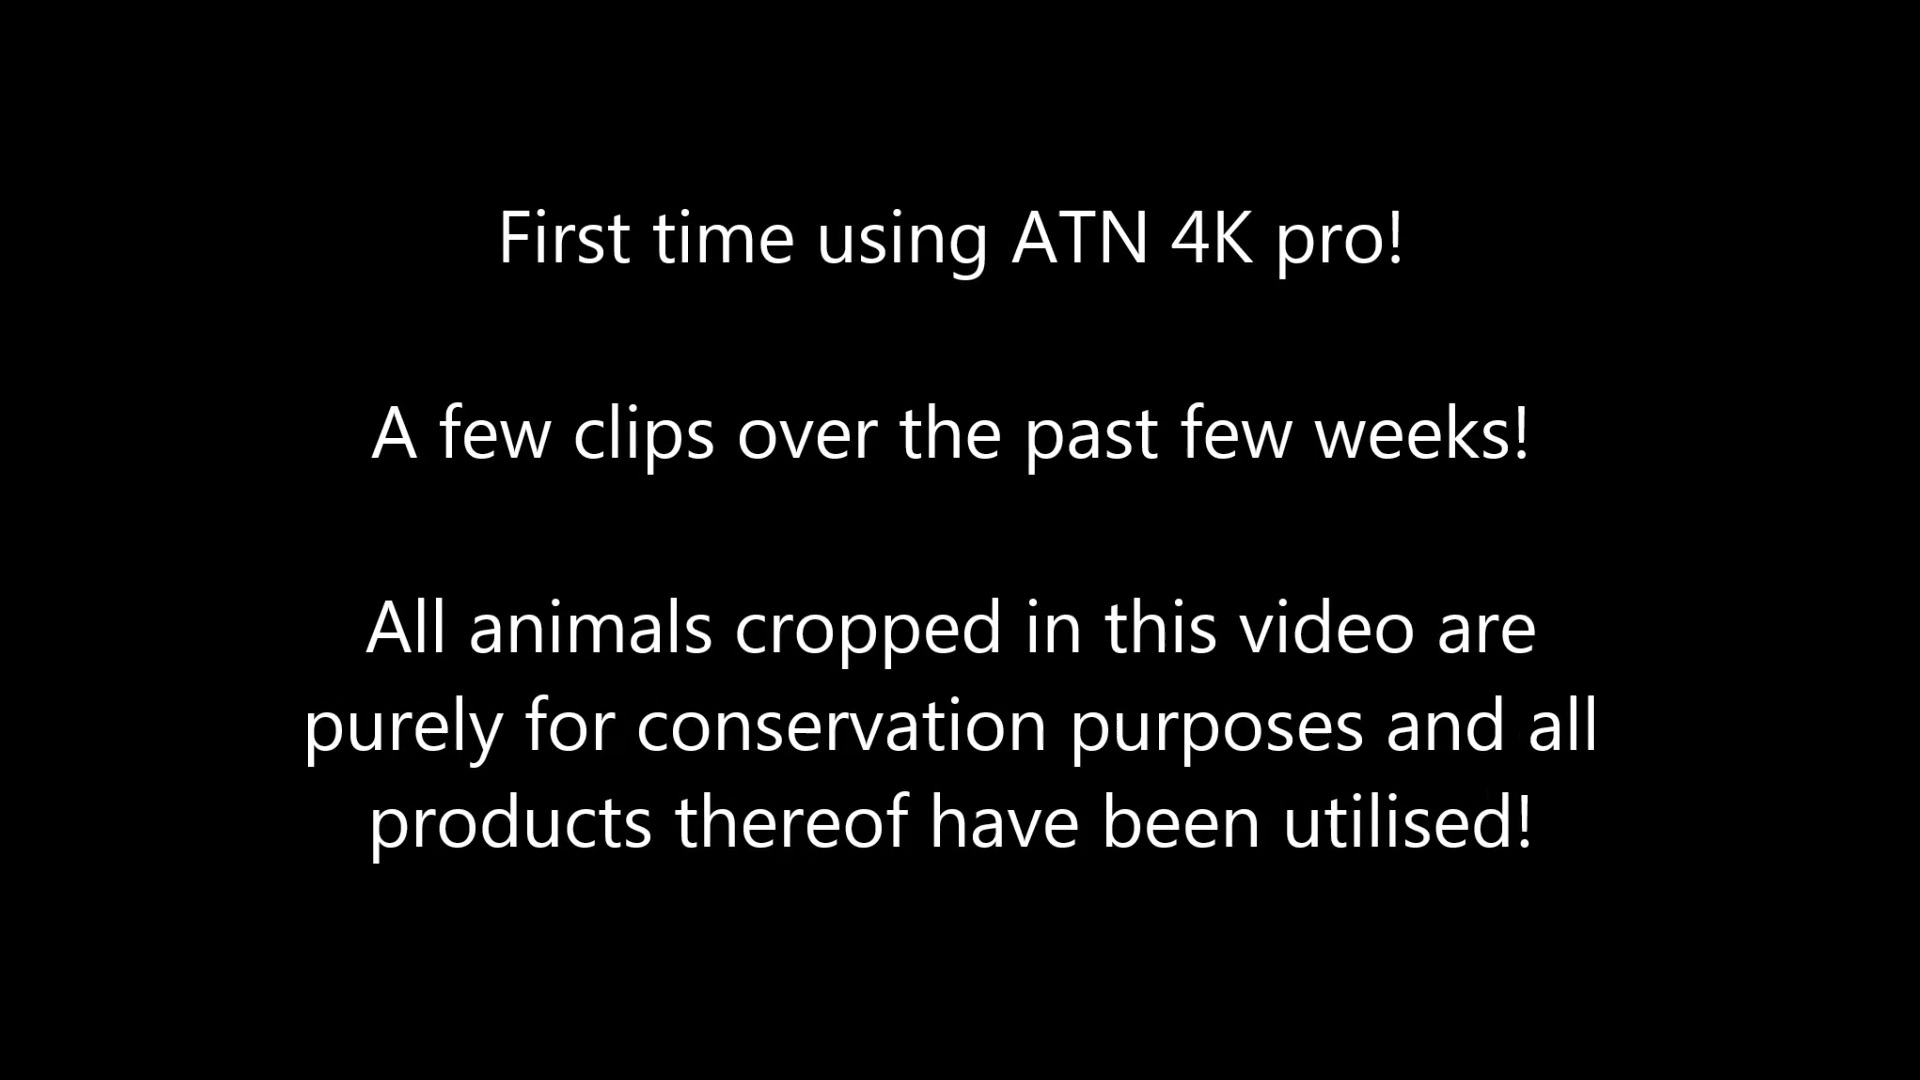 First time using ATN 4K pro!
A few clips over the past few weeks!
All animals cropped in this video are
purely for conservation purposes and all
products thereof have been utilised!